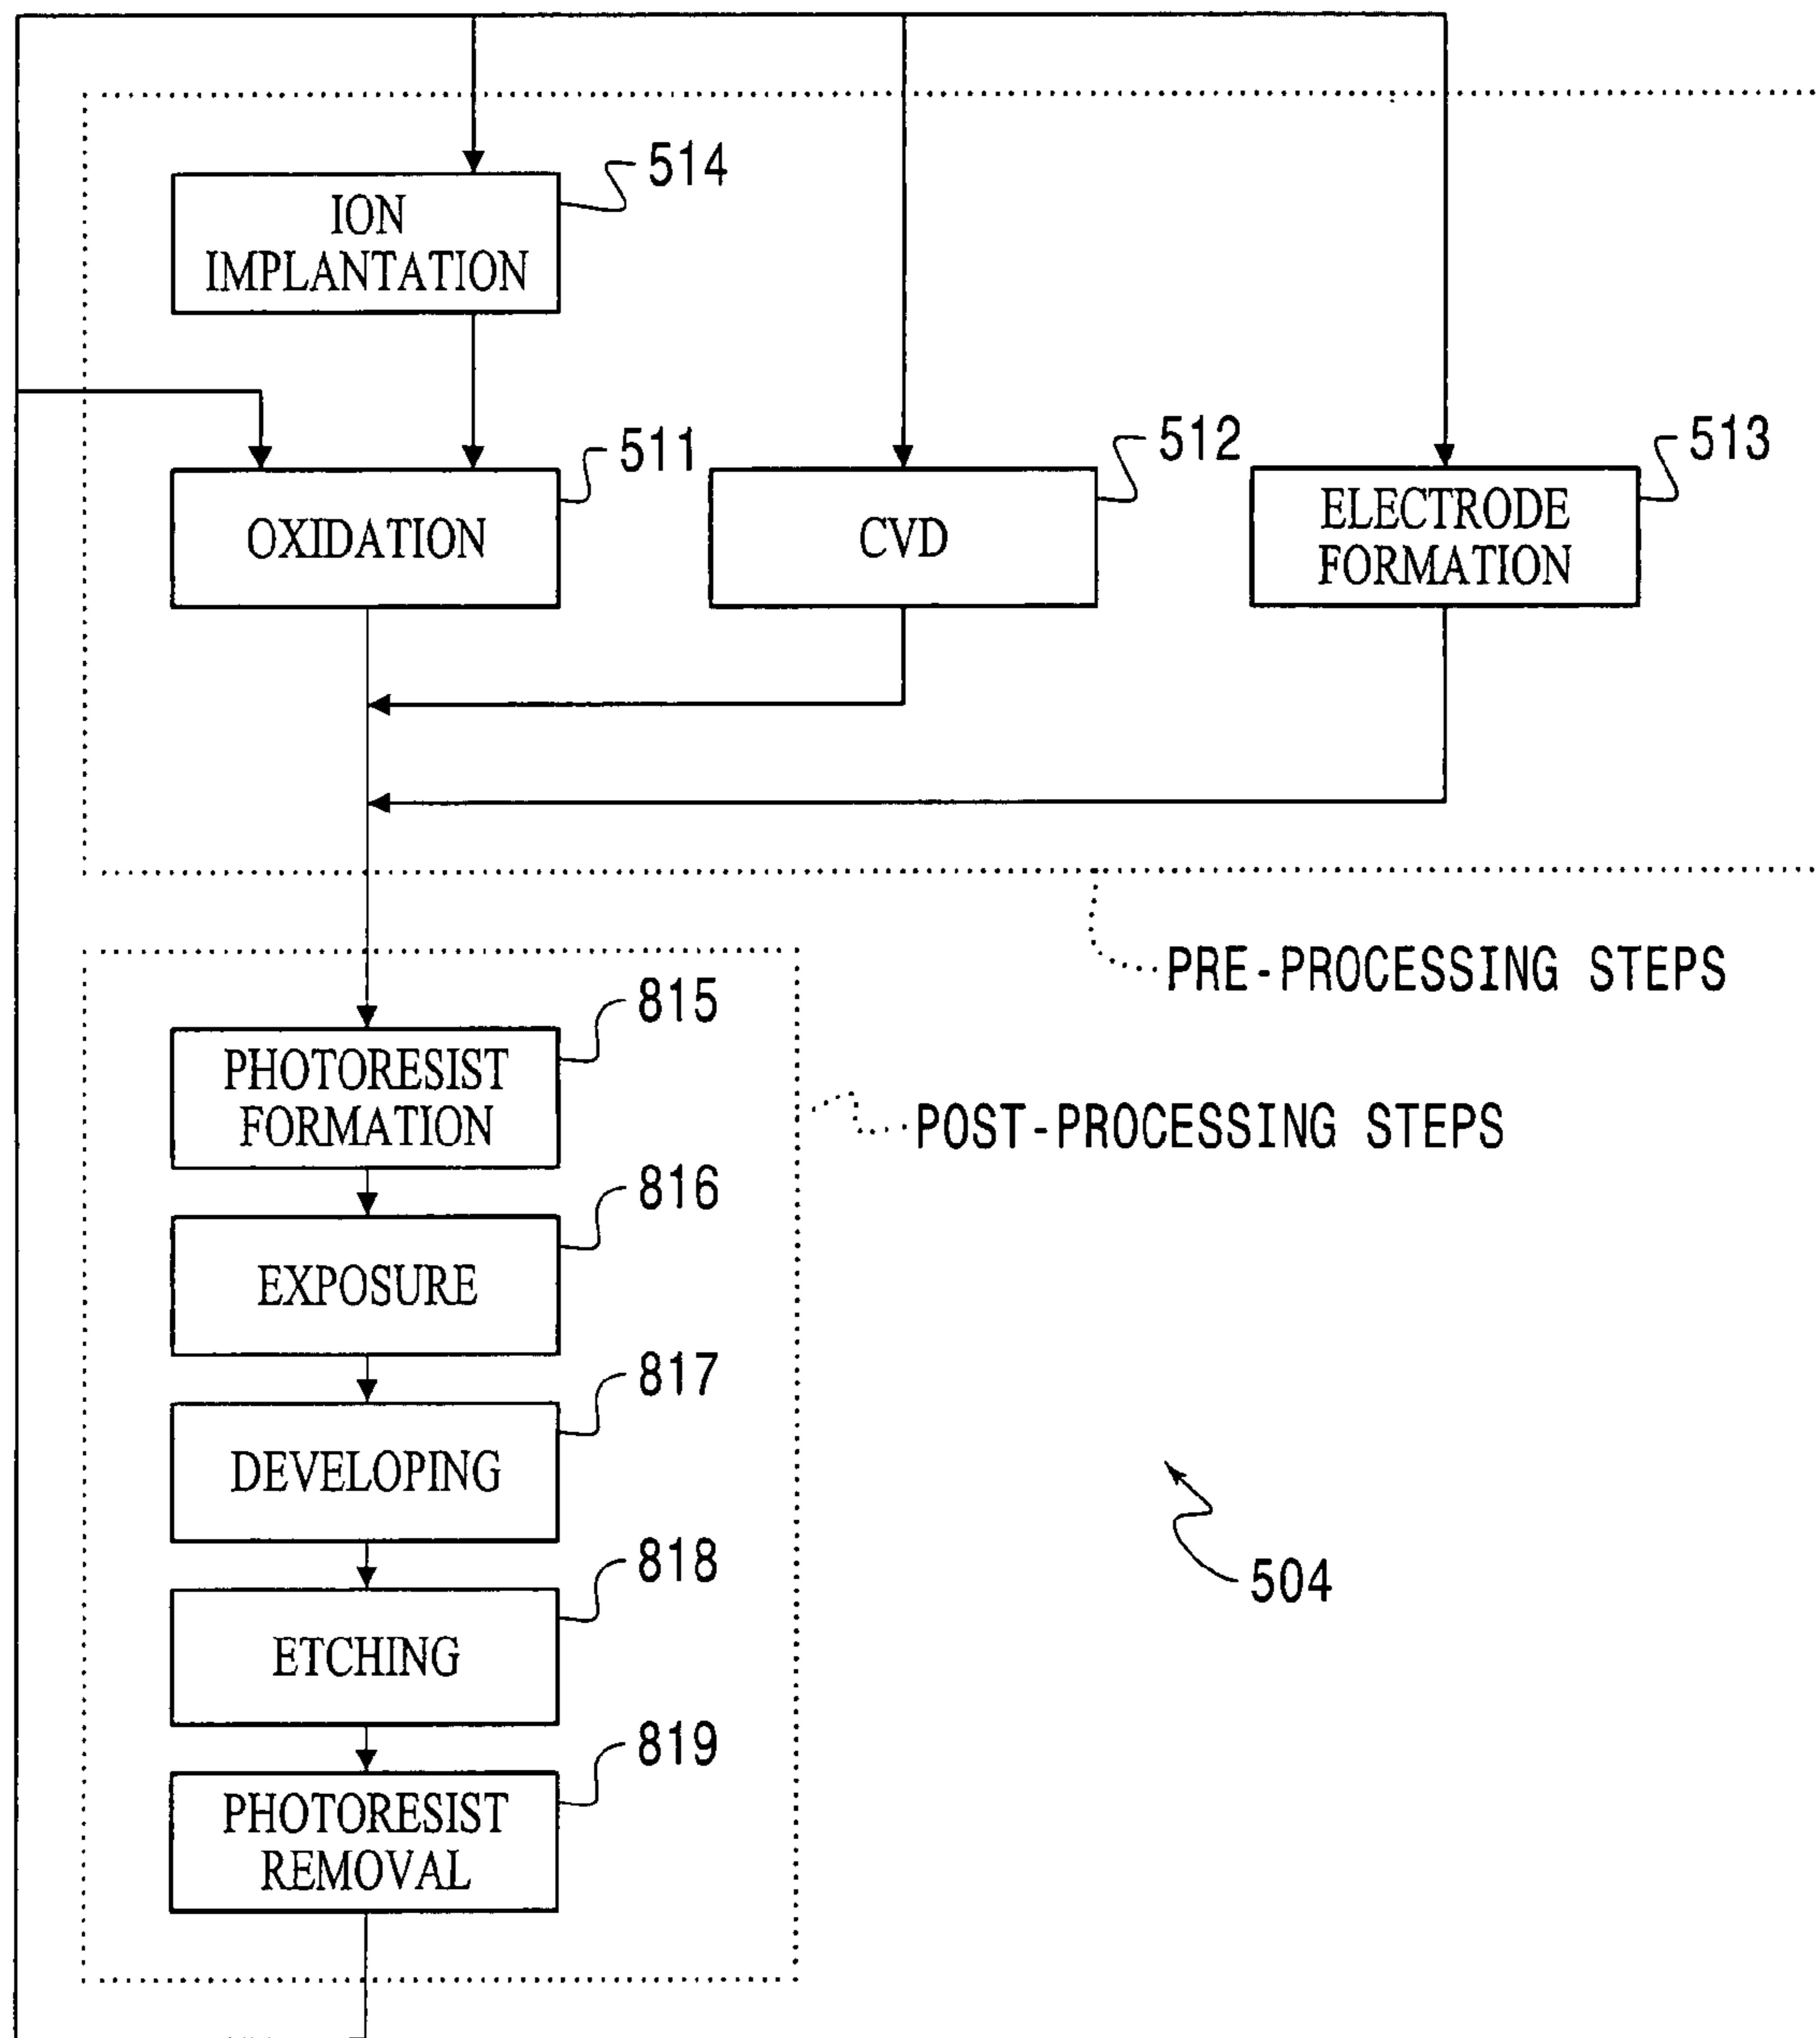 514
ION
IMPLANTATION
511
OXIDATION
512
CVD
513
ELECTRODE
FORMATION
PRE-PROCESSING STEPS
815
PHOTORESIST
FORMATION
POST-PROCESSING STEPS
816
EXPOSURE
817
DEVELOPING
818
ETCHING
504
819
PHOTORESIST
REMOVAL